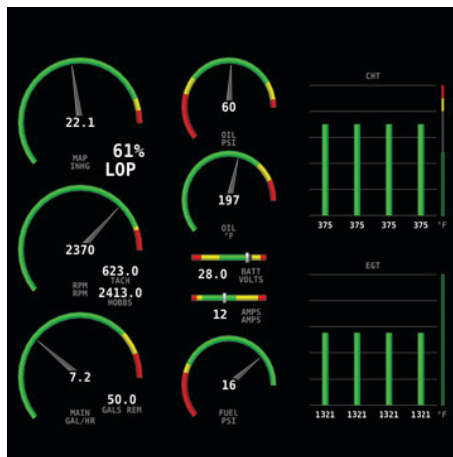 22.1
MAP
INHG
61%
LOP
2370
RPM
RPM
623.0
TACH
2413.0
HOBBS
7.2
MAIN
GAL/HR
50.0
GALS REM
60
OIL
PSI
197
OIL
°F
28.0 BATT
VOLTS
12 AMPS
AMPS
16
FUEL
PSI
CHT
375 375 375 375 °F
EGT
1321 1321 1321 1321 °F